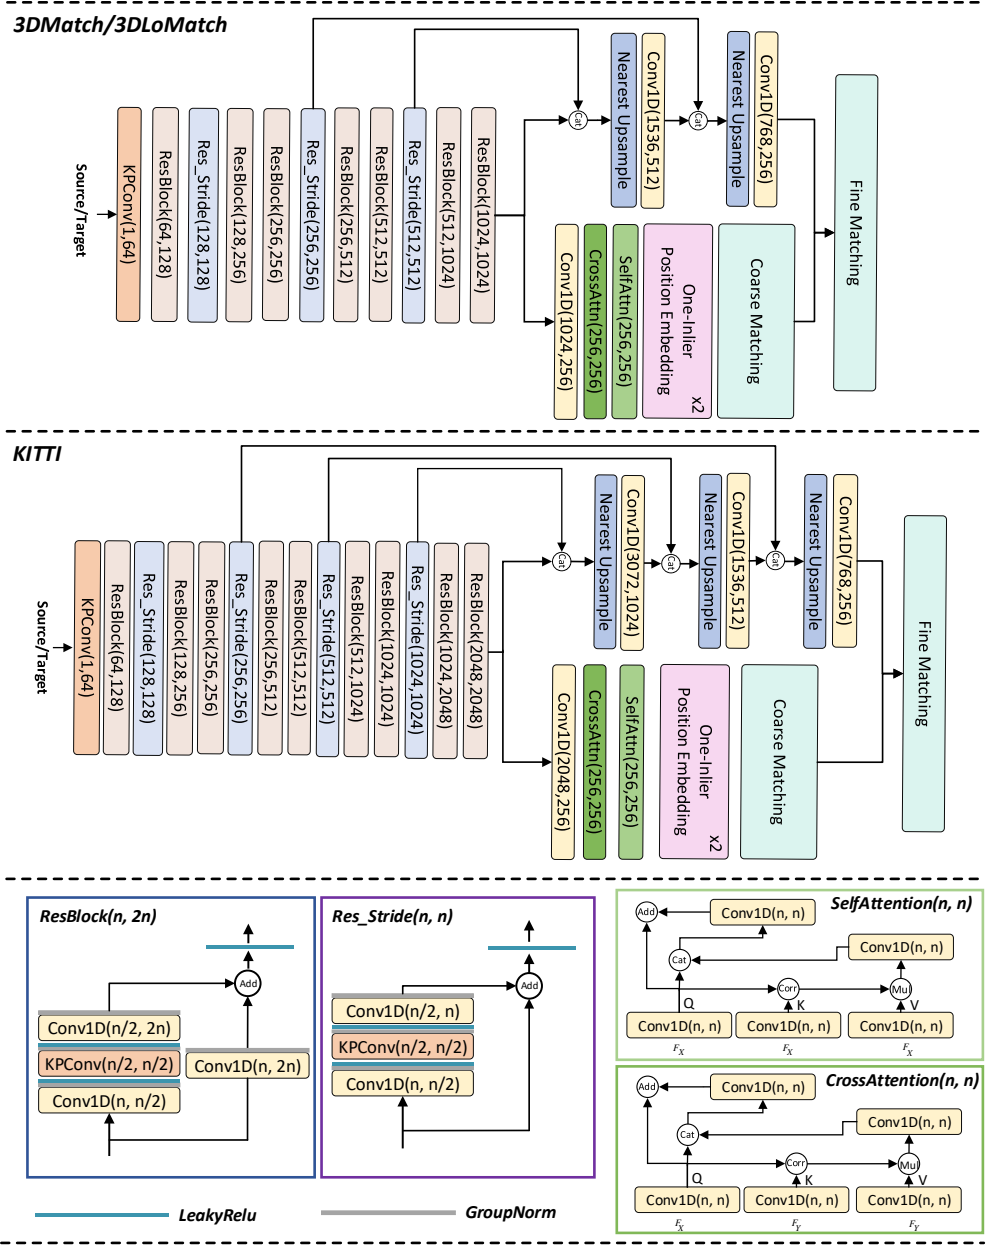 3DMatch/3DLoMatch
Source/Target
KPConv(1,64)
ResBlock(64,128)
Res_Stride(128,128)
ResBlock(128,256)
ResBlock(256,256)
Res_Stride(256,256)
ResBlock(256,512)
ResBlock(512,512)
Res_Stride(512,512)
ResBlock(512,1024)
ResBlock(1024,1024)
Cat
Nearest Upsample
Conv1D(1536,512)
Cat
Nearest Upsample
Conv1D(768,256)
Conv1D(1024,256)
CrossAttn(256,256)
SelfAttn(256,256)
One-Inlier
Position Embedding
x2
Coarse Matching
Fine Matching
KITTI
Source/Target
KPConv(1,64)
ResBlock(64,128)
Res_Stride(128,128)
ResBlock(128,256)
ResBlock(256,256)
Res_Stride(256,256)
ResBlock(256,512)
ResBlock(512,512)
Res_Stride(512,512)
ResBlock(512,1024)
ResBlock(1024,1024)
Res_Stride(1024,1024)
ResBlock(1024,2048)
ResBlock(2048,2048)
Cat
Nearest Upsample
Conv1D(3072,1024)
Cat
Nearest Upsample
Conv1D(1536,512)
Cat
Nearest Upsample
Conv1D(768,256)
Conv1D(2048,256)
CrossAttn(256,256)
SelfAttn(256,256)
One-Inlier
Position Embedding
x2
Coarse Matching
Fine Matching
ResBlock(n, 2n)
Add
Conv1D(n/2, 2n)
KPConv(n/2, n/2)
Conv1D(n, 2n)
Conv1D(n, n/2)
Res_Stride(n, n)
Add
Conv1D(n/2, n)
KPConv(n/2, n/2)
Conv1D(n, n/2)
LeakyRelu
GroupNorm
SelfAttention(n, n)
Add
Conv1D(n, n)
Conv1D(n, n)
Cat
Corr
Mul
Q
K
V
Conv1D(n, n)
Conv1D(n, n)
Conv1D(n, n)
F_X
F_X
F_X
CrossAttention(n, n)
Add
Conv1D(n, n)
Conv1D(n, n)
Cat
Corr
Mul
Q
K
V
Conv1D(n, n)
Conv1D(n, n)
Conv1D(n, n)
F_X
F_Y
F_Y